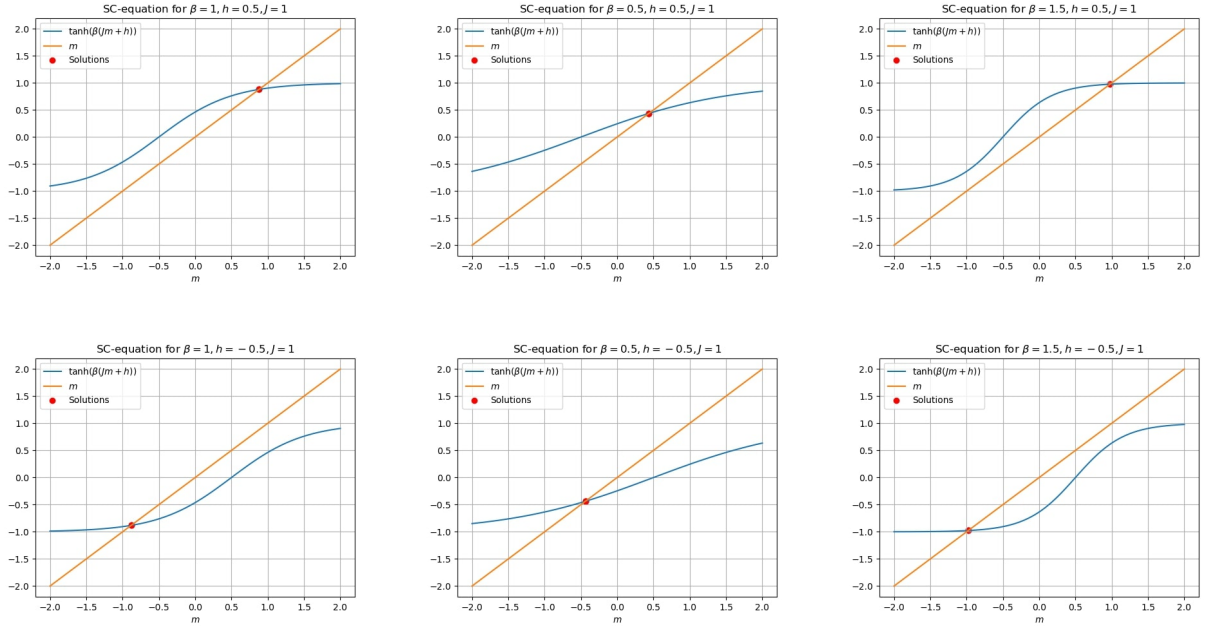 SC-equation for β = 1, h = 0.5, J = 1
tanh(β(Jm + h))
m
Solutions
2.0
1.5
1.0
0.5
0.0
−0.5
−1.0
−1.5
−2.0
−2.0 −1.5 −1.0 −0.5 0.0 0.5 1.0 1.5 2.0
m
SC-equation for β = 0.5, h = 0.5, J = 1
tanh(β(Jm + h))
m
Solutions
2.0
1.5
1.0
0.5
0.0
−0.5
−1.0
−1.5
−2.0
−2.0 −1.5 −1.0 −0.5 0.0 0.5 1.0 1.5 2.0
m
SC-equation for β = 1.5, h = 0.5, J = 1
tanh(β(Jm + h))
m
Solutions
2.0
1.5
1.0
0.5
0.0
−0.5
−1.0
−1.5
−2.0
−2.0 −1.5 −1.0 −0.5 0.0 0.5 1.0 1.5 2.0
m
SC-equation for β = 1, h = −0.5, J = 1
tanh(β(Jm + h))
m
Solutions
2.0
1.5
1.0
0.5
0.0
−0.5
−1.0
−1.5
−2.0
−2.0 −1.5 −1.0 −0.5 0.0 0.5 1.0 1.5 2.0
m
SC-equation for β = 0.5, h = −0.5, J = 1
tanh(β(Jm + h))
m
Solutions
2.0
1.5
1.0
0.5
0.0
−0.5
−1.0
−1.5
−2.0
−2.0 −1.5 −1.0 −0.5 0.0 0.5 1.0 1.5 2.0
m
SC-equation for β = 1.5, h = −0.5, J = 1
tanh(β(Jm + h))
m
Solutions
2.0
1.5
1.0
0.5
0.0
−0.5
−1.0
−1.5
−2.0
−2.0 −1.5 −1.0 −0.5 0.0 0.5 1.0 1.5 2.0
m